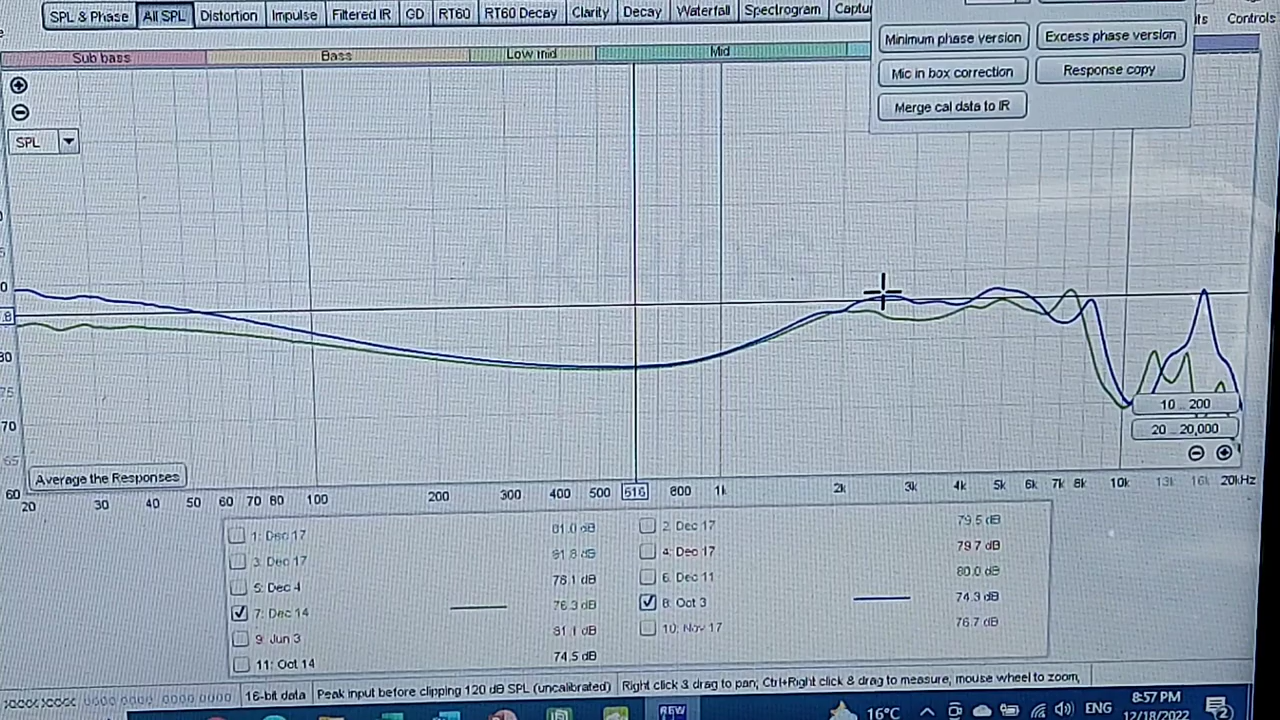 SPL & Phase All SPL Distortion Impulse Filtered IR GD RT60 RT60 Decay Clarity Decay Waterfall Spectrogram Captu
Controls
Minimum phase version Excess phase version
Mic in box correction Response copy
Merge cal data to IR
Sub bass Bass Low mid Mid
SPL
80
75
70
65
60
10 .. 200
20 .. 20,000
Average the Responses
20 30 40 50 60 70 80 100 200 300 400 500 516 800 1k 2k 3k 4k 5k 6k 7k 8k 10k 13k 16k 20kHz
1: Dec 17 81.0 dB 2: Dec 17 79.5 dB
3: Dec 17 81.8 dB 4: Dec 17 79.7 dB
5: Dec 4 78.1 dB 6: Dec 11 80.0 dB
7: Dec 14 76.3 dB 8: Oct 3 74.3 dB
9: Jun 3 81.1 dB 10: Nov 17 76.7 dB
11: Oct 14 74.5 dB
16-bit data Peak input before clipping 120 dB SPL (uncalibrated) Right click & drag to pan; Ctrl+Right click & drag to measure; mouse wheel to zoom;
REW 16°C ENG 8:57 PM
12/18/2022 2